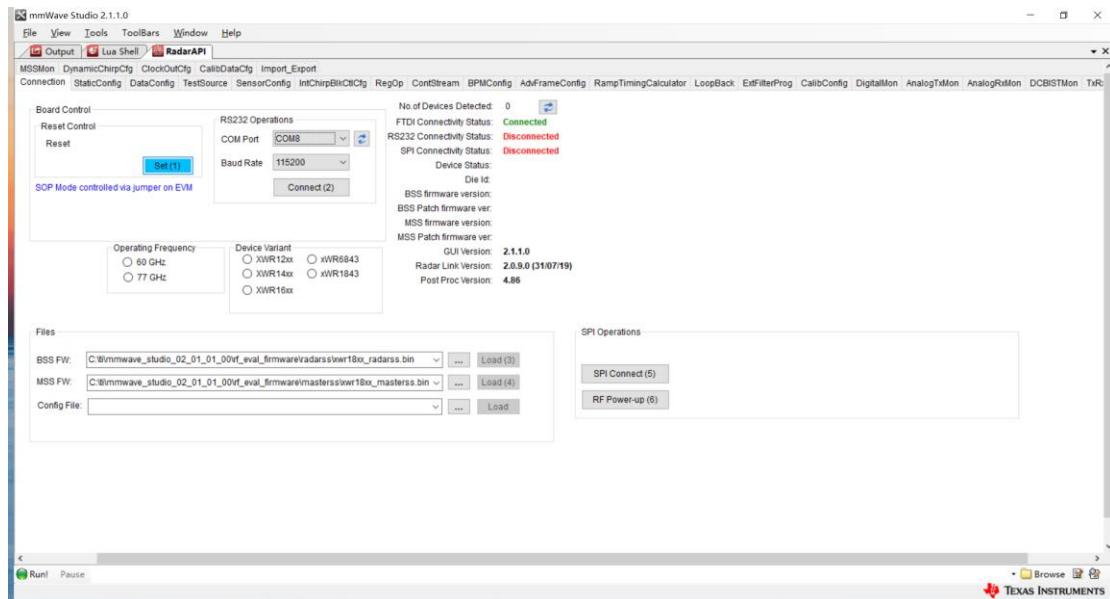 mmWave Studio 2.1.1.0
File View Tools ToolBars Window Help
Output Lua Shell RadarAPI
MSSMon DynamicChirpCfg ClockOutCfg CalibDataCfg Import_Export
Connection StaticConfig DataConfig TestSource SensorConfig IntChirpBlkCtlCfg RegOp ContStream BPMConfig AdvFrameConfig RampTimingCalculator LoopBack ExtFilterProg CalibConfig DigitalMon AnalogTxMon AnalogRxMon DCBISTMon TxR
Board Control
Reset Control
Reset
Set (1)
SOP Mode controlled via jumper on EVM
RS232 Operations
COM Port COM8
Baud Rate 115200
Connect (2)
No.of Devices Detected: 0
FTDI Connectivity Status: Connected
RS232 Connectivity Status: Disconnected
SPI Connectivity Status: Disconnected
Device Status:
Die Id:
BSS firmware version:
BSS Patch firmware ver:
MSS firmware version:
MSS Patch firmware ver:
GUI Version: 2.1.1.0
Radar Link Version: 2.0.9.0 (31/07/19)
Post Proc Version: 4.86
Operating Frequency
60 GHz
77 GHz
Device Variant
XWR12xx xWR6843
XWR14xx xWR1843
XWR16xx
Files
BSS FW: C:\ti\mmwave_studio_02_01_01_00\rf_eval_firmware\radarss\xwr18xx_radarss.bin ... Load (3)
MSS FW: C:\ti\mmwave_studio_02_01_01_00\rf_eval_firmware\masterss\xwr18xx_masterss.bin ... Load (4)
Config File: ... Load
SPI Operations
SPI Connect (5)
RF Power-up (6)
Run! Pause
Browse
TEXAS INSTRUMENTS